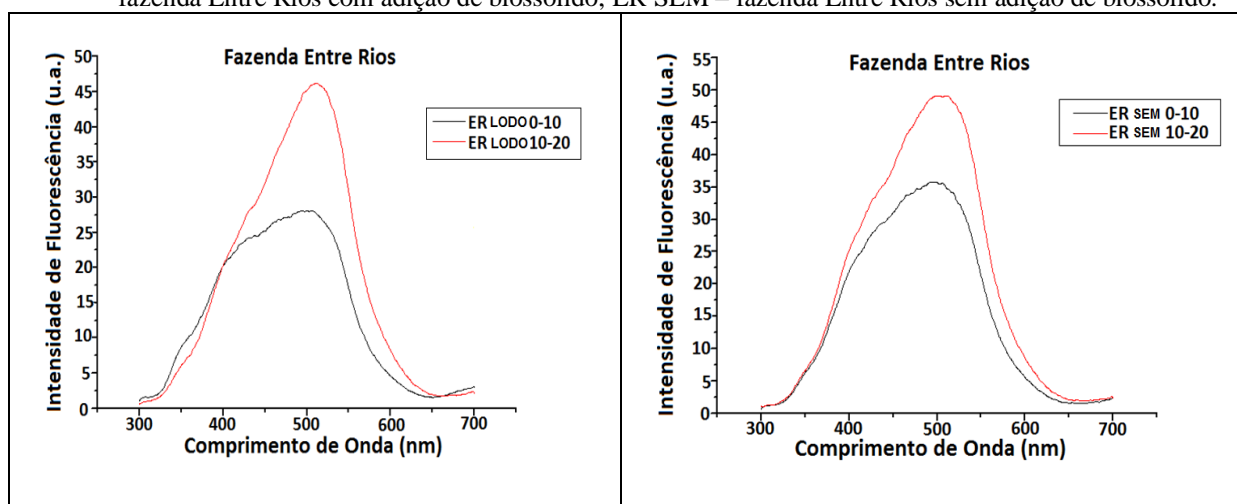 fazenda Entre Rios com adição de biossólido; ER SEM – fazenda Entre Rios sem adição de biossólido.
Fazenda Entre Rios
Intensidade de Fluorescência (u.a.)
50
45
40
35
30
25
20
15
10
5
0
ER LODO 0-10
ER LODO 10-20
300 400 500 600 700
Comprimento de Onda (nm)
Fazenda Entre Rios
Intensidade de Fluorescência (u.a.)
55
50
45
40
35
30
25
20
15
10
5
0
ER SEM 0-10
ER SEM 10-20
300 400 500 600 700
Comprimento de Onda (nm)